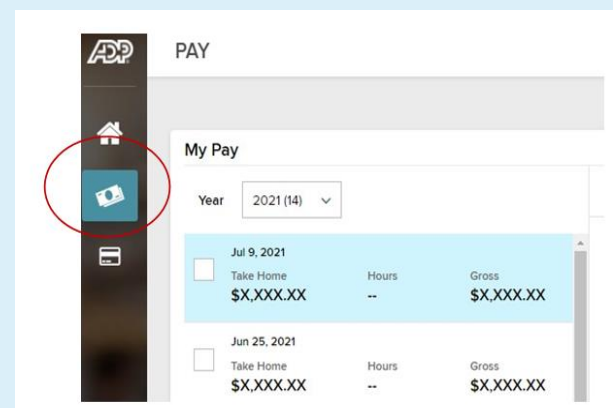 ADP PAY
My Pay
Year 2021 (14)
Jul 9, 2021
Take Home Hours Gross
$X,XXX.XX -- $X,XXX.XX
Jun 25, 2021
Take Home Hours Gross
$X,XXX.XX -- $X,XXX.XX